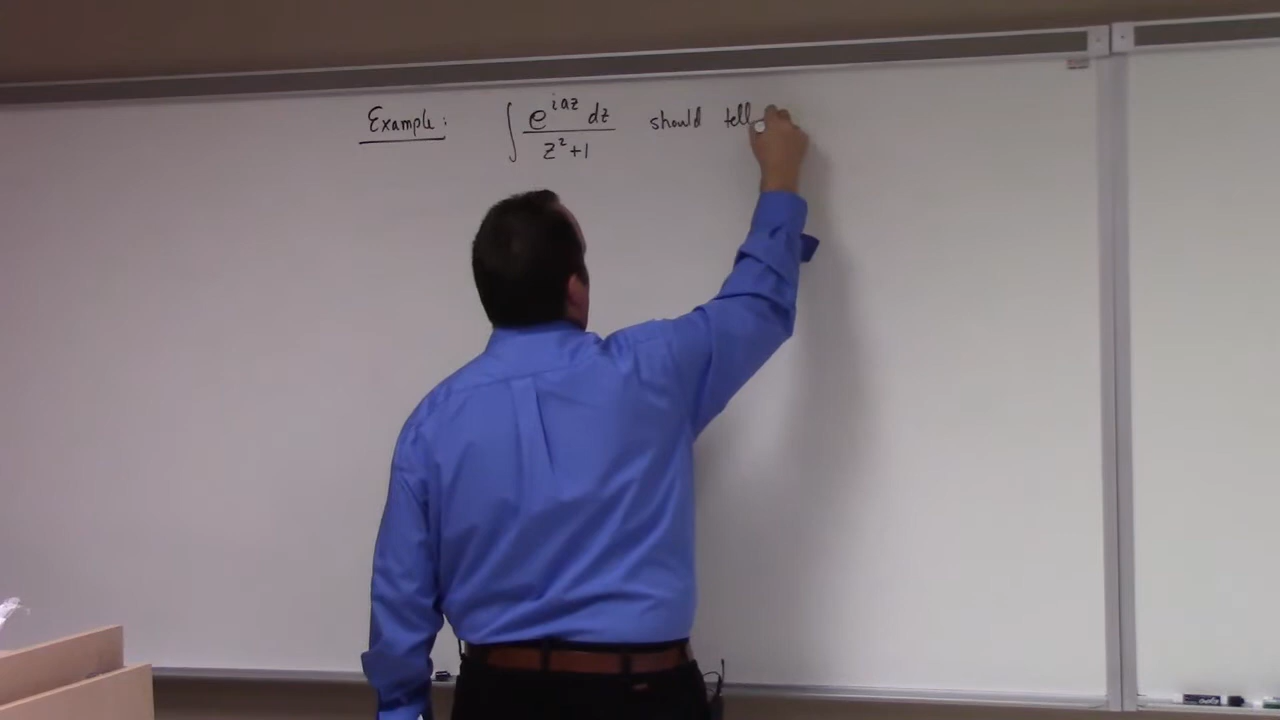 Example: ∫ e^{iaz} dz / z²+1 should tell